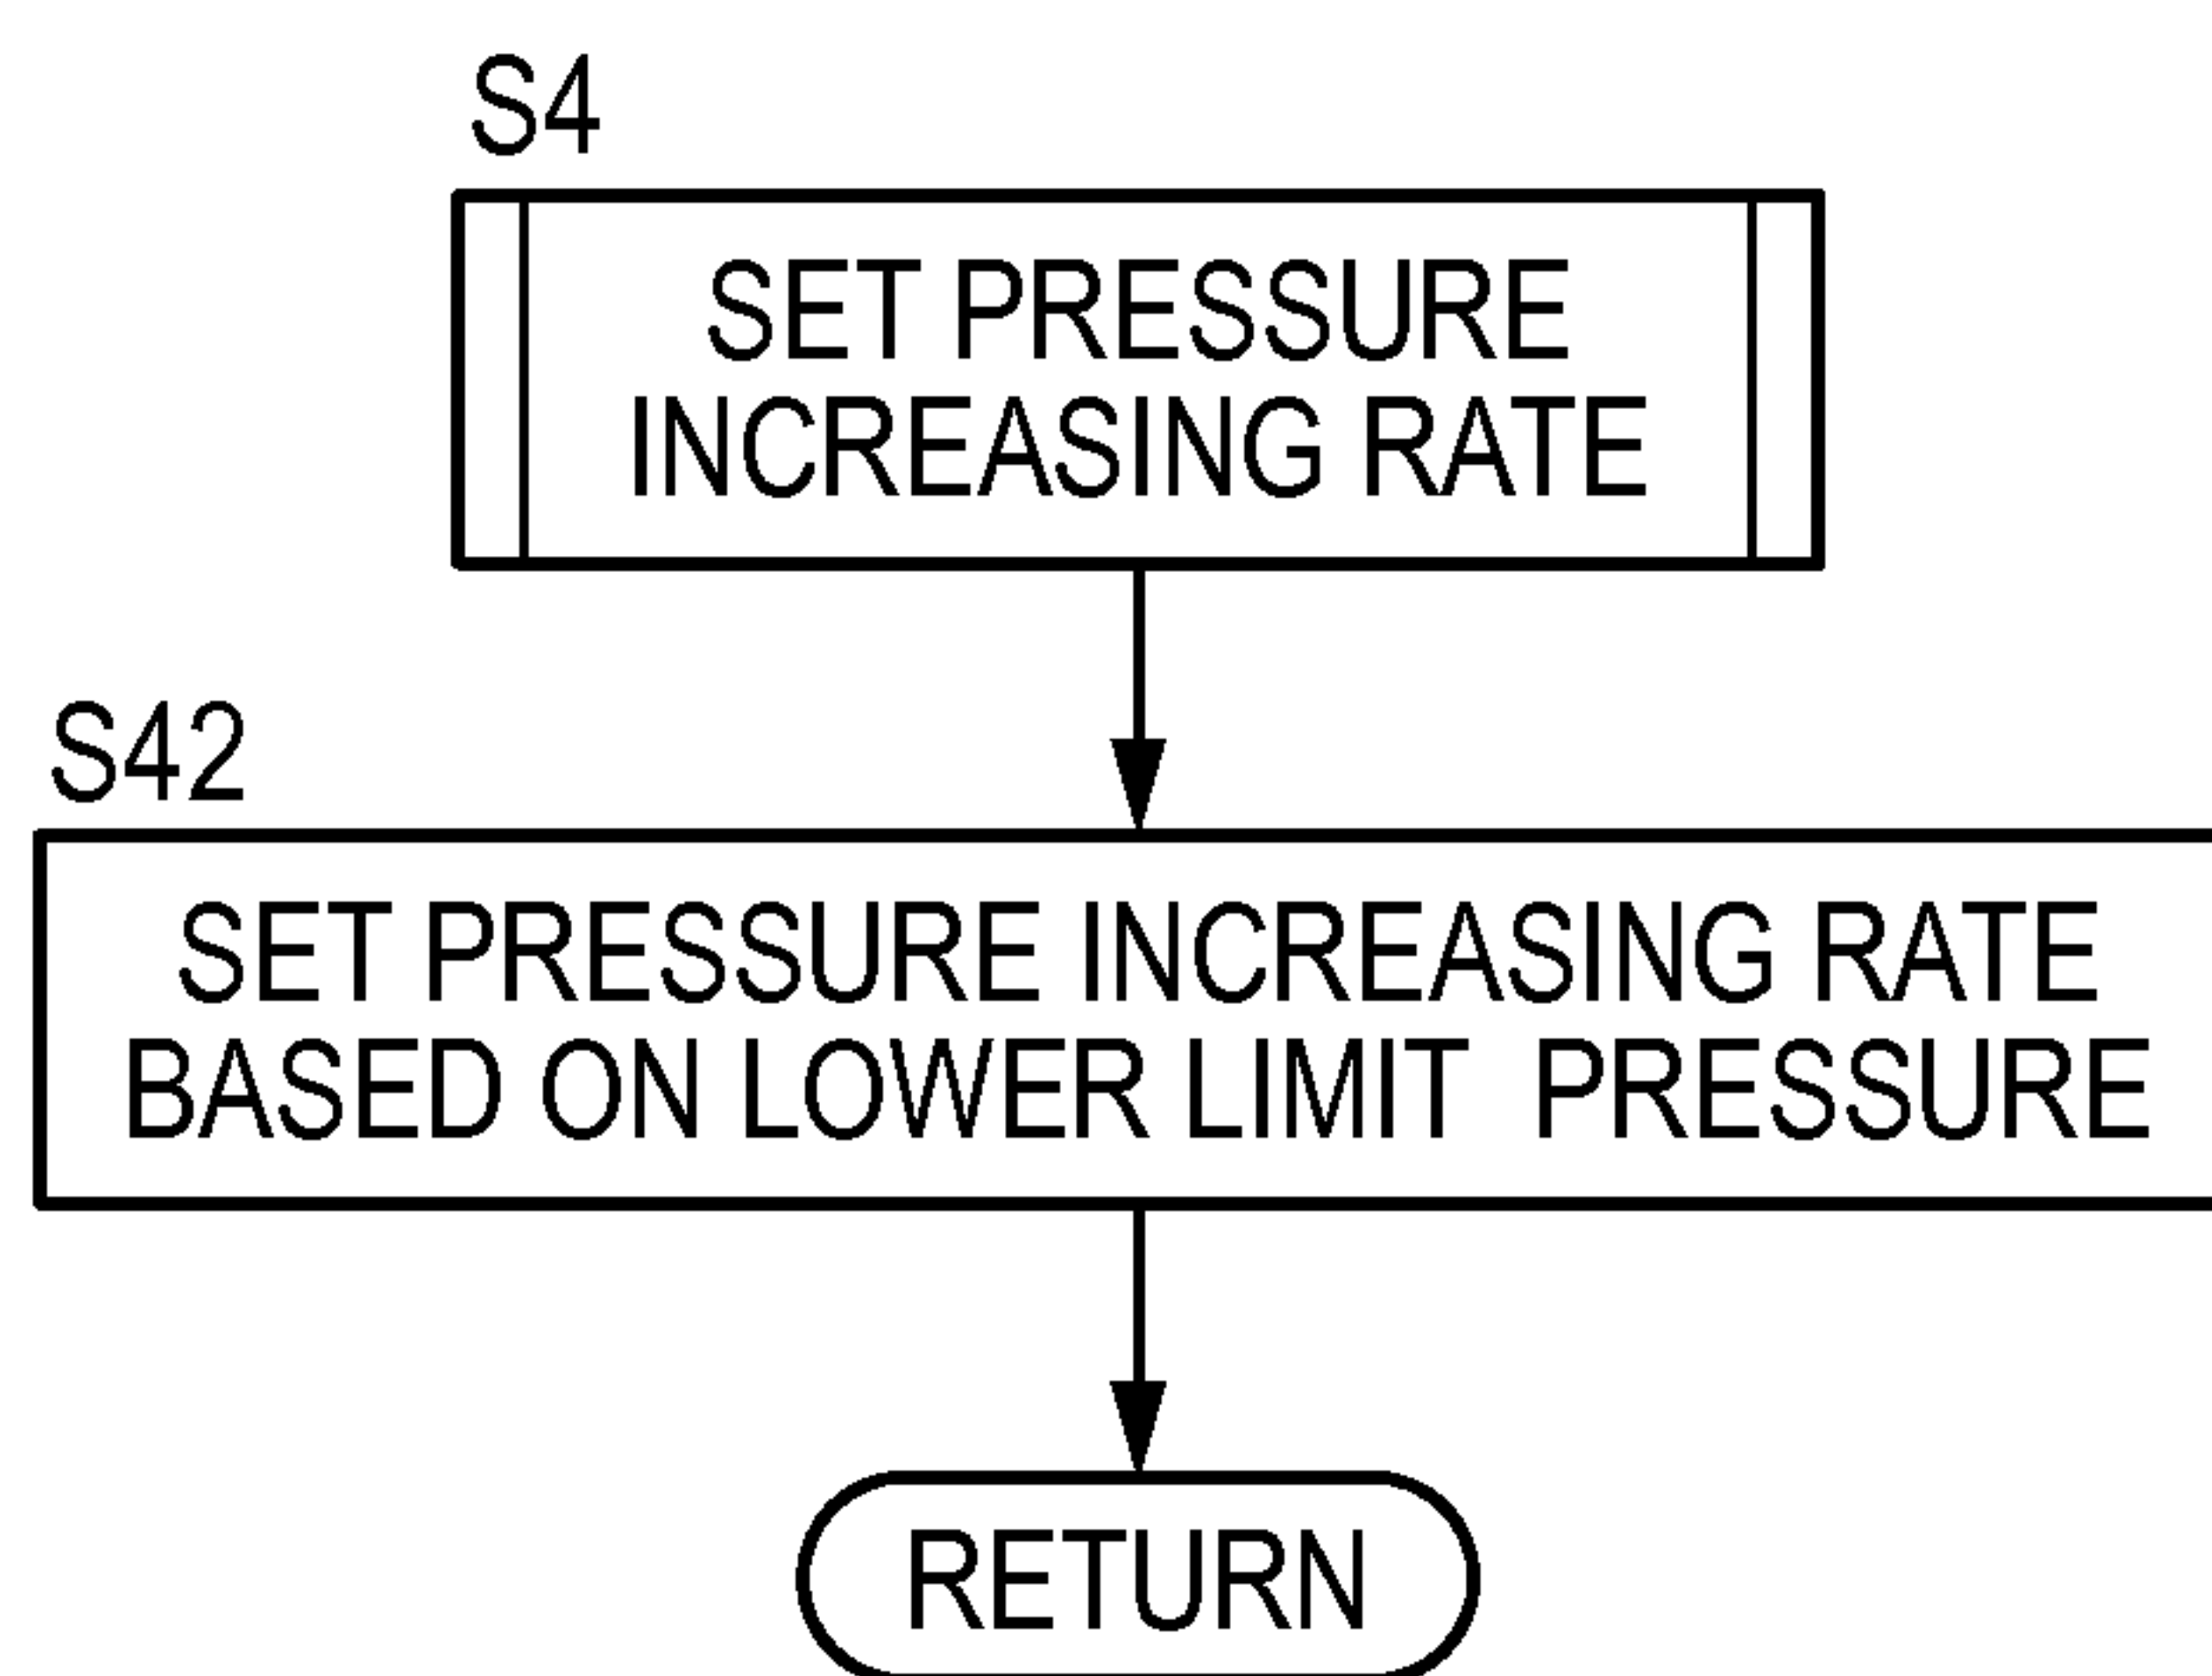 S4
SET PRESSURE
INCREASING RATE
S42
SET PRESSURE INCREASING RATE
BASED ON LOWER LIMIT PRESSURE
RETURN